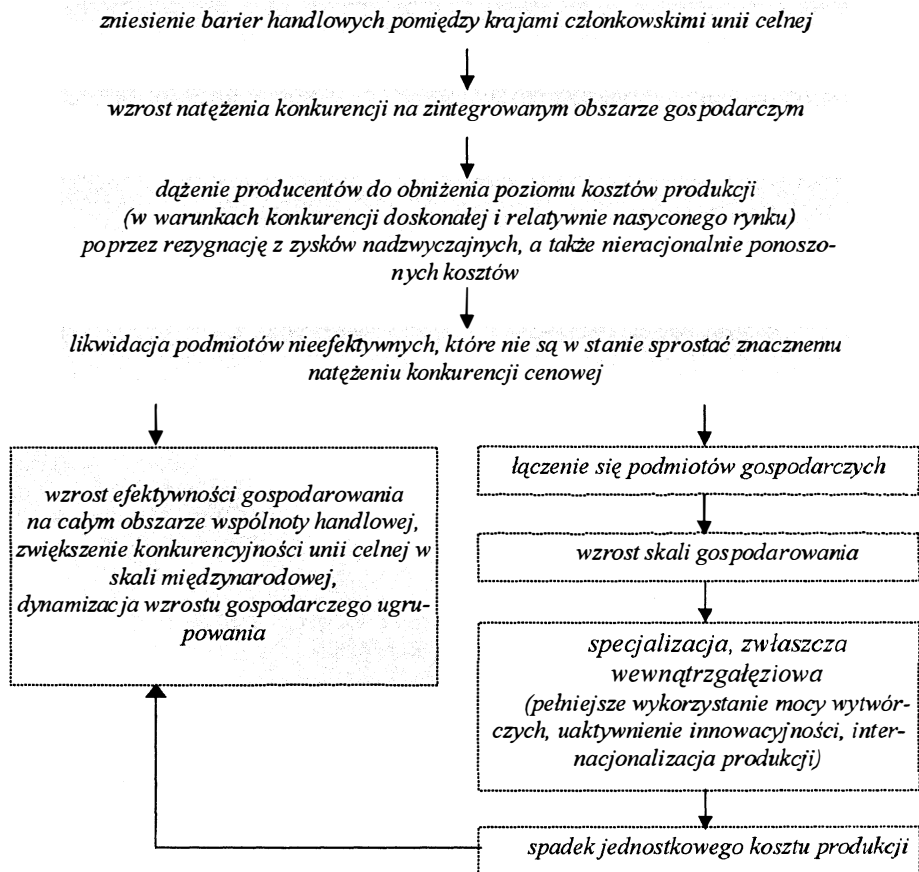 zniesienie barier handlowych pomiędzy krajami członkowskimi unii celnej
wzrost natężenia konkurencji na zintegrowanym obszarze gospodarczym
dążenie producentów do obniżenia poziomu kosztów produkcji
(w warunkach konkurencji doskonałej i relatywnie nasyconego rynku)
poprzez rezygnację z zysków nadzwyczajnych, a także nieracjonalnie ponoszo-
nych kosztów
likwidacja podmiotów nieefektywnych, które nie są w stanie sprostać znacznemu
natężeniu konkurencji cenowej
wzrost efektywności gospodarowania
na całym obszarze wspólnoty handlowej,
zwiększenie konkurencyjności unii celnej w
skali międzynarodowej,
dynamizacja wzrostu gospodarczego ugru-
powania
łączenie się podmiotów gospodarczych
wzrost skali gospodarowania
specjalizacja, zwłaszcza
wewnątrzgałęziowa
(pełniejsze wykorzystanie mocy wytwór-
czych, uaktywnienie innowacyjności, inter-
nacjonalizacja produkcji)
spadek jednostkowego kosztu produkcji